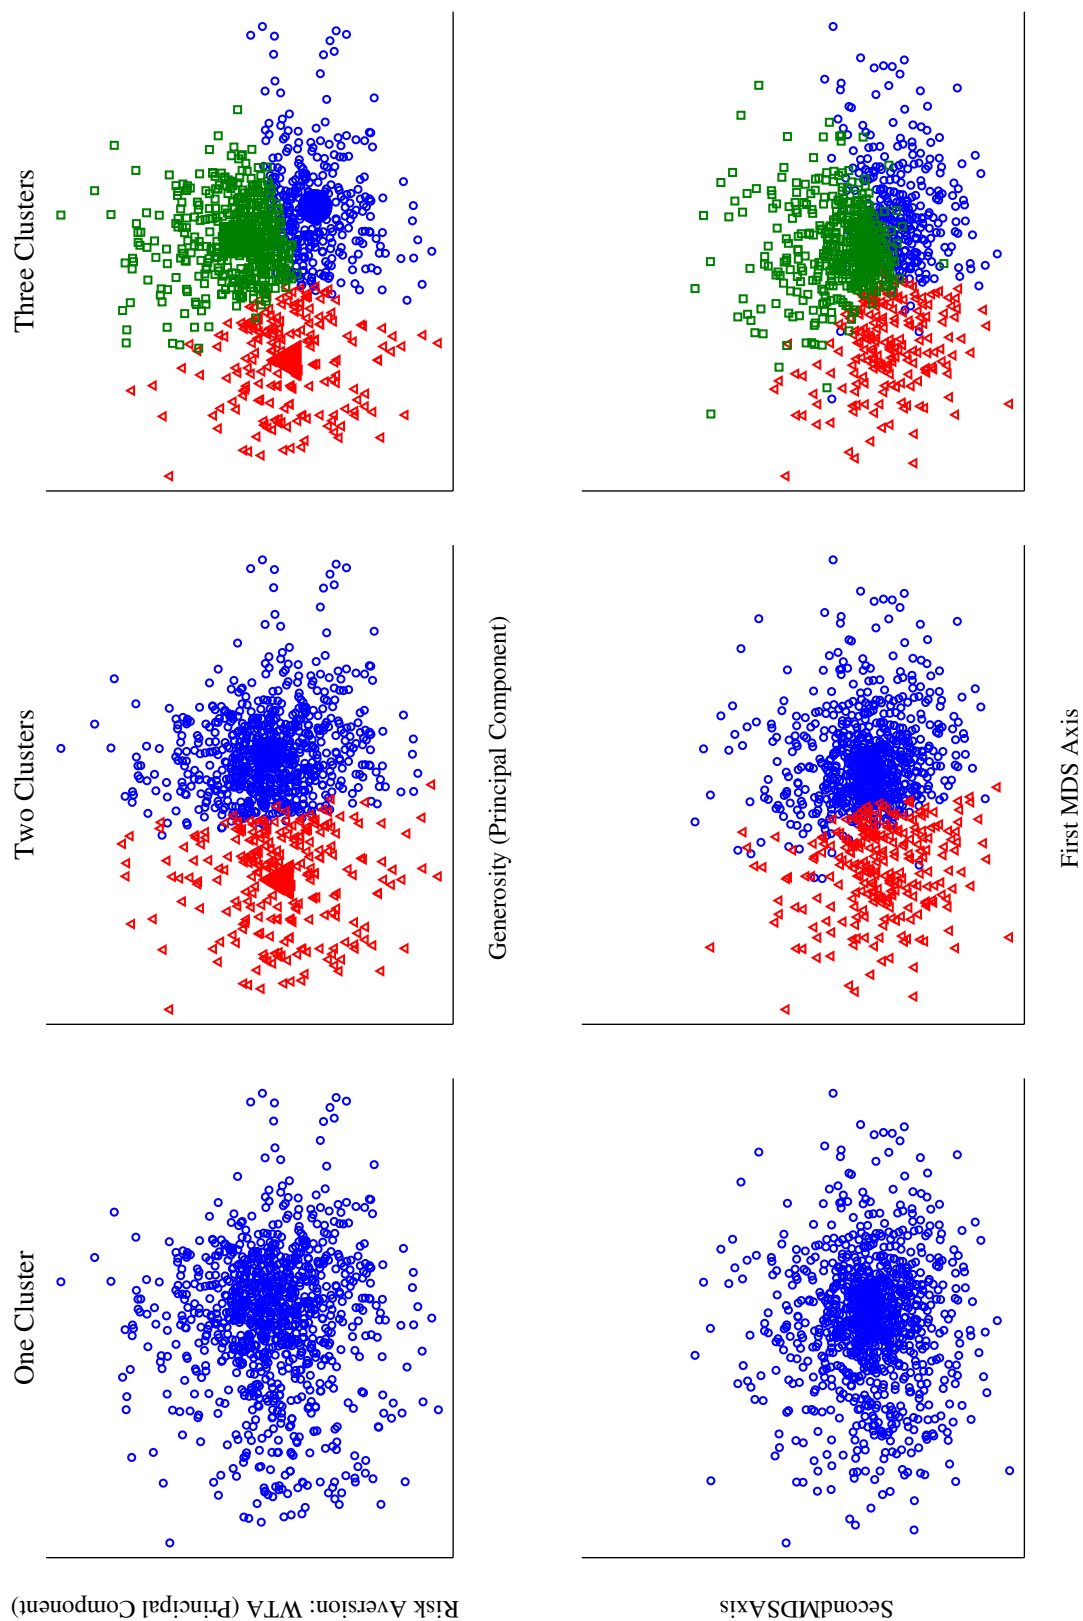 One Cluster
Two Clusters
Three Clusters
Risk Aversion: WTA (Principal Component)
Generosity (Principal Component)
SecondMDSAxis
First MDS Axis